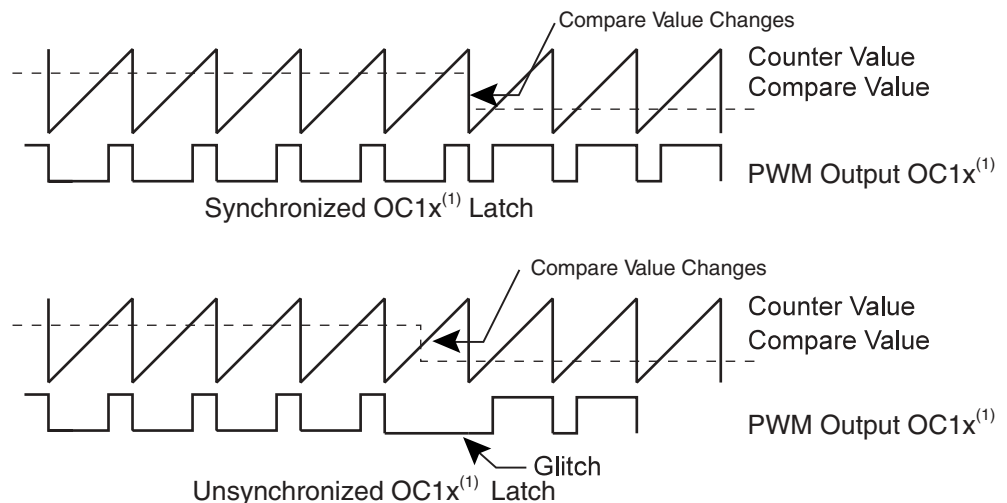 Compare Value Changes
Counter Value
Compare Value
PWM Output OC1x(1)
Synchronized OC1x(1) Latch
Compare Value Changes
Counter Value
Compare Value
PWM Output OC1x(1)
Glitch
Unsynchronized OC1x(1) Latch